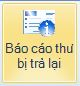 Báo cáo thư
bị trả lại